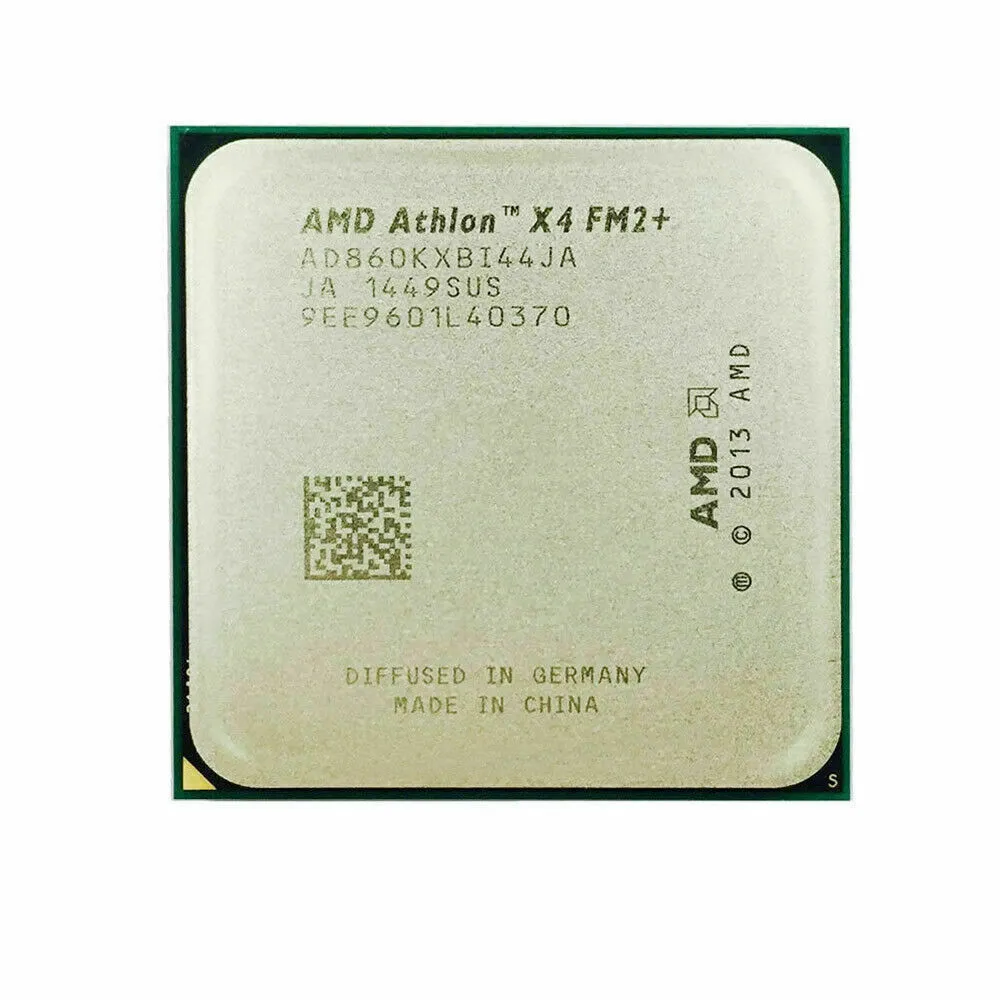 AMD Athlon™ X4 FM2+
AD860KXBI44JA
JA 1449SUS
9EE9601L40370
AMD
ⓜ © 2013 AMD
DIFFUSED IN GERMANY
MADE IN CHINA
S